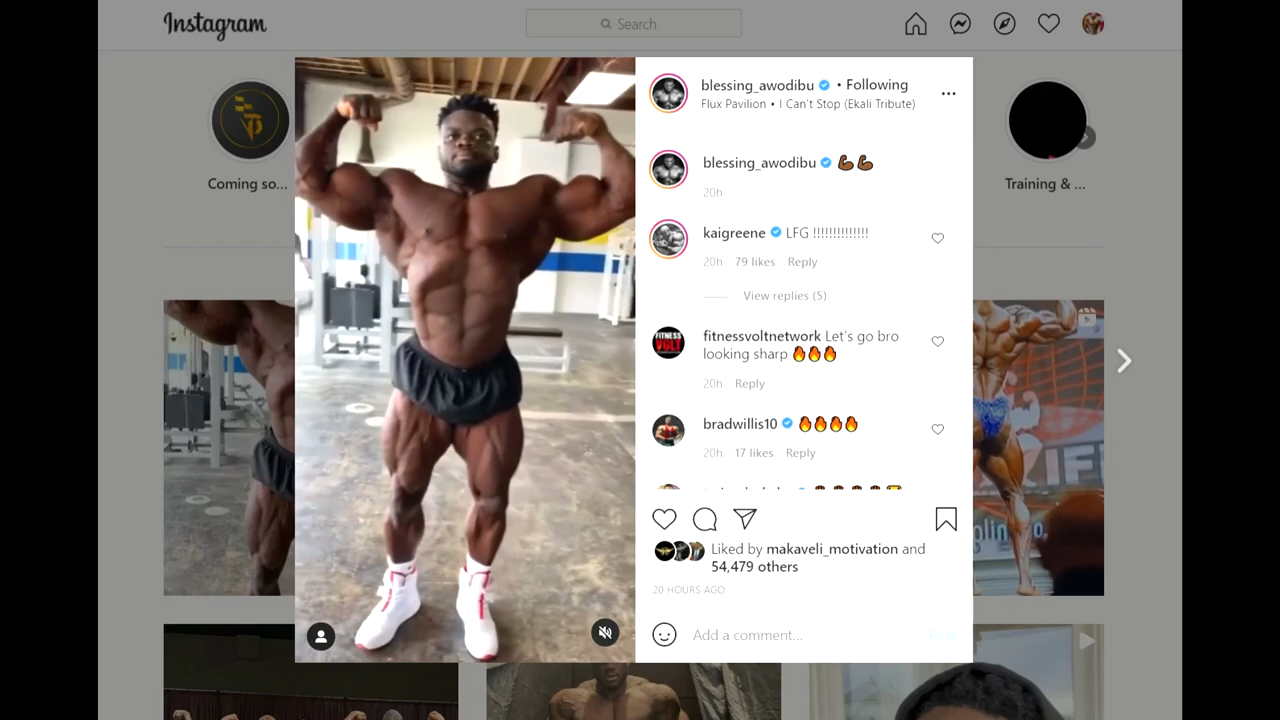 Instagram
Search
Coming so...
Training & ...
blessing_awodibu • Following
Flux Pavilion • I Can't Stop (Ekali Tribute)
blessing_awodibu 💪🏾💪🏾
20h
kaigreene LFG !!!!!!!!!!!!!!
20h 79 likes Reply
View replies (5)
fitnessvoltnetwork Let's go bro
looking sharp 🔥🔥🔥
20h Reply
bradwillis10 🔥🔥🔥🔥
20h 17 likes Reply
Liked by makaveli_motivation and
54,479 others
20 HOURS AGO
Add a comment...
Post
FITNESS
VOLT